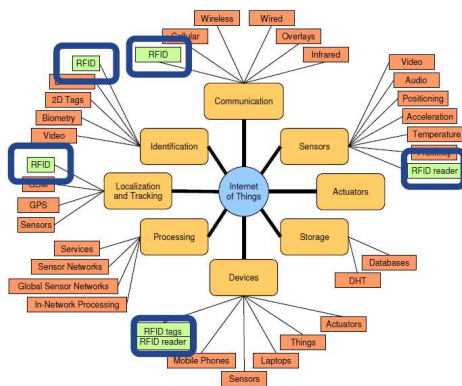 Wireless
Wired
Cellular
Overlays
RFID
Infrared
Communication
RFID
2D Tags
Biometry
Video
Identification
Video
Audio
Positioning
Acceleration
Temperature
Proximity
RFID reader
Sensors
RFID
GSM
GPS
Sensors
Localization
and Tracking
Internet
of Things
Actuators
Services
Sensor Networks
Global Sensor Networks
In-Network Processing
Processing
Storage
Databases
DHT
Devices
RFID tags
RFID reader
Mobile Phones
Sensors
Laptops
Things
Actuators